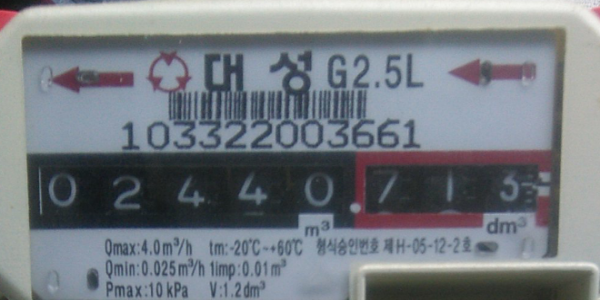 대성 G2.5L
103322003661
02440.713
m³ dm³
Qmax:4.0m³/h tm:-20℃~+60℃ 형식승인번호 제H-05-12-2호
Qmin:0.025m³/h 1imp:0.01m³
Pmax:10 kPa V:1.2dm³